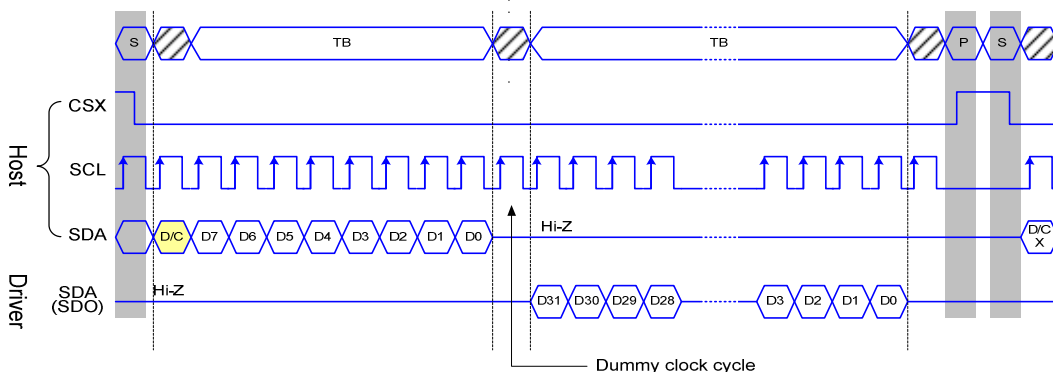 S TB TB P S
CSX
Host
SCL
SDA D/C D7 D6 D5 D4 D3 D2 D1 D0 Hi-Z D/C X
Driver
SDA (SDO) Hi-Z D31 D30 D29 D28 D3 D2 D1 D0
Dummy clock cycle